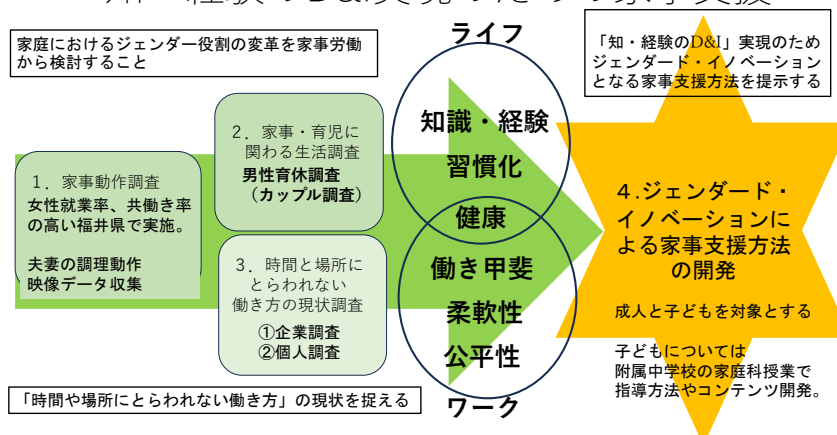 家庭におけるジェンダー役割の変革を家事労働
から検討すること
ライフ
「知・経験のD&I」実現のため
ジェンダード・イノベーション
となる家事支援方法を提示する
1．家事動作調査
女性就業率、共働き率
の高い福井県で実施。
夫妻の調理動作
映像データ収集
2．家事・育児に
関わる生活調査
男性育休調査
（カップル調査）
3．時間と場所に
とらわれない
働き方の現状調査
①企業調査
②個人調査
知識・経験
習慣化
健康
働き甲斐
柔軟性
公平性
ワーク
4.ジェンダード・
イノベーションに
よる家事支援方法
の開発
成人と子どもを対象とする
子どもについては
附属中学校の家庭科授業で
指導方法やコンテンツ開発。
「時間や場所にとらわれない働き方」の現状を捉える